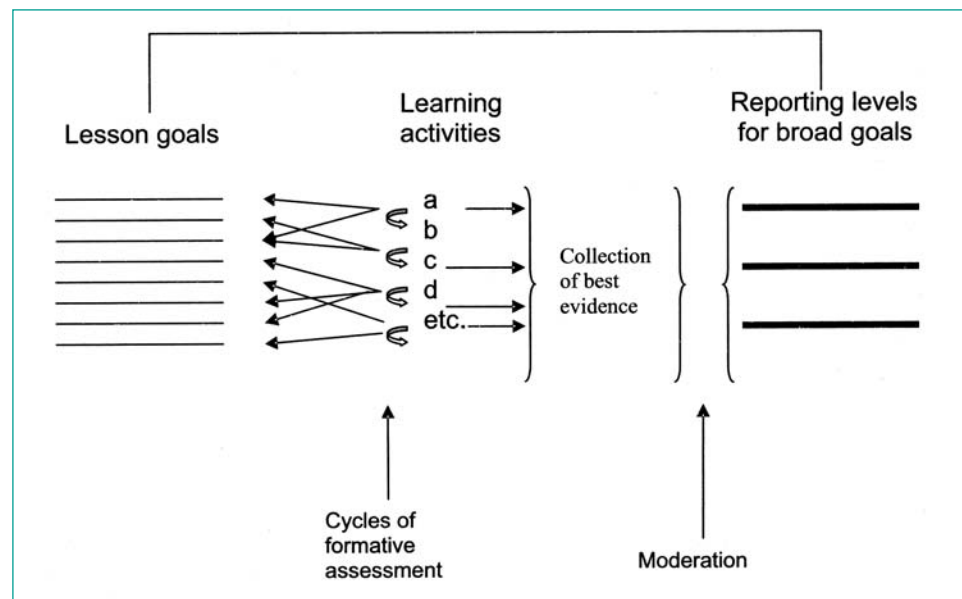 Lesson goals
Learning
activities
Reporting levels
for broad goals
a
b
c
d
etc.
Collection
of best
evidence
Cycles of
formative
assessment
Moderation